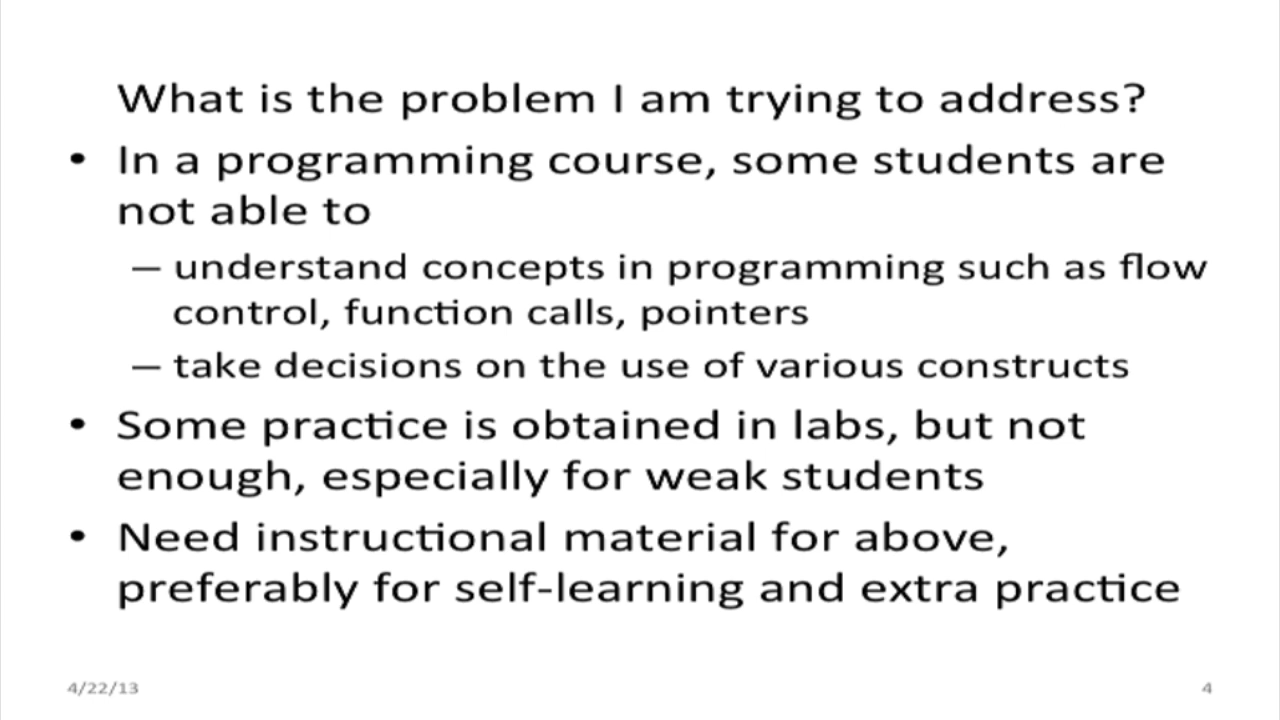 What is the problem I am trying to address?
• In a programming course, some students are
not able to
– understand concepts in programming such as flow
control, function calls, pointers
– take decisions on the use of various constructs
• Some practice is obtained in labs, but not
enough, especially for weak students
• Need instructional material for above,
preferably for self-learning and extra practice
4/22/13
4